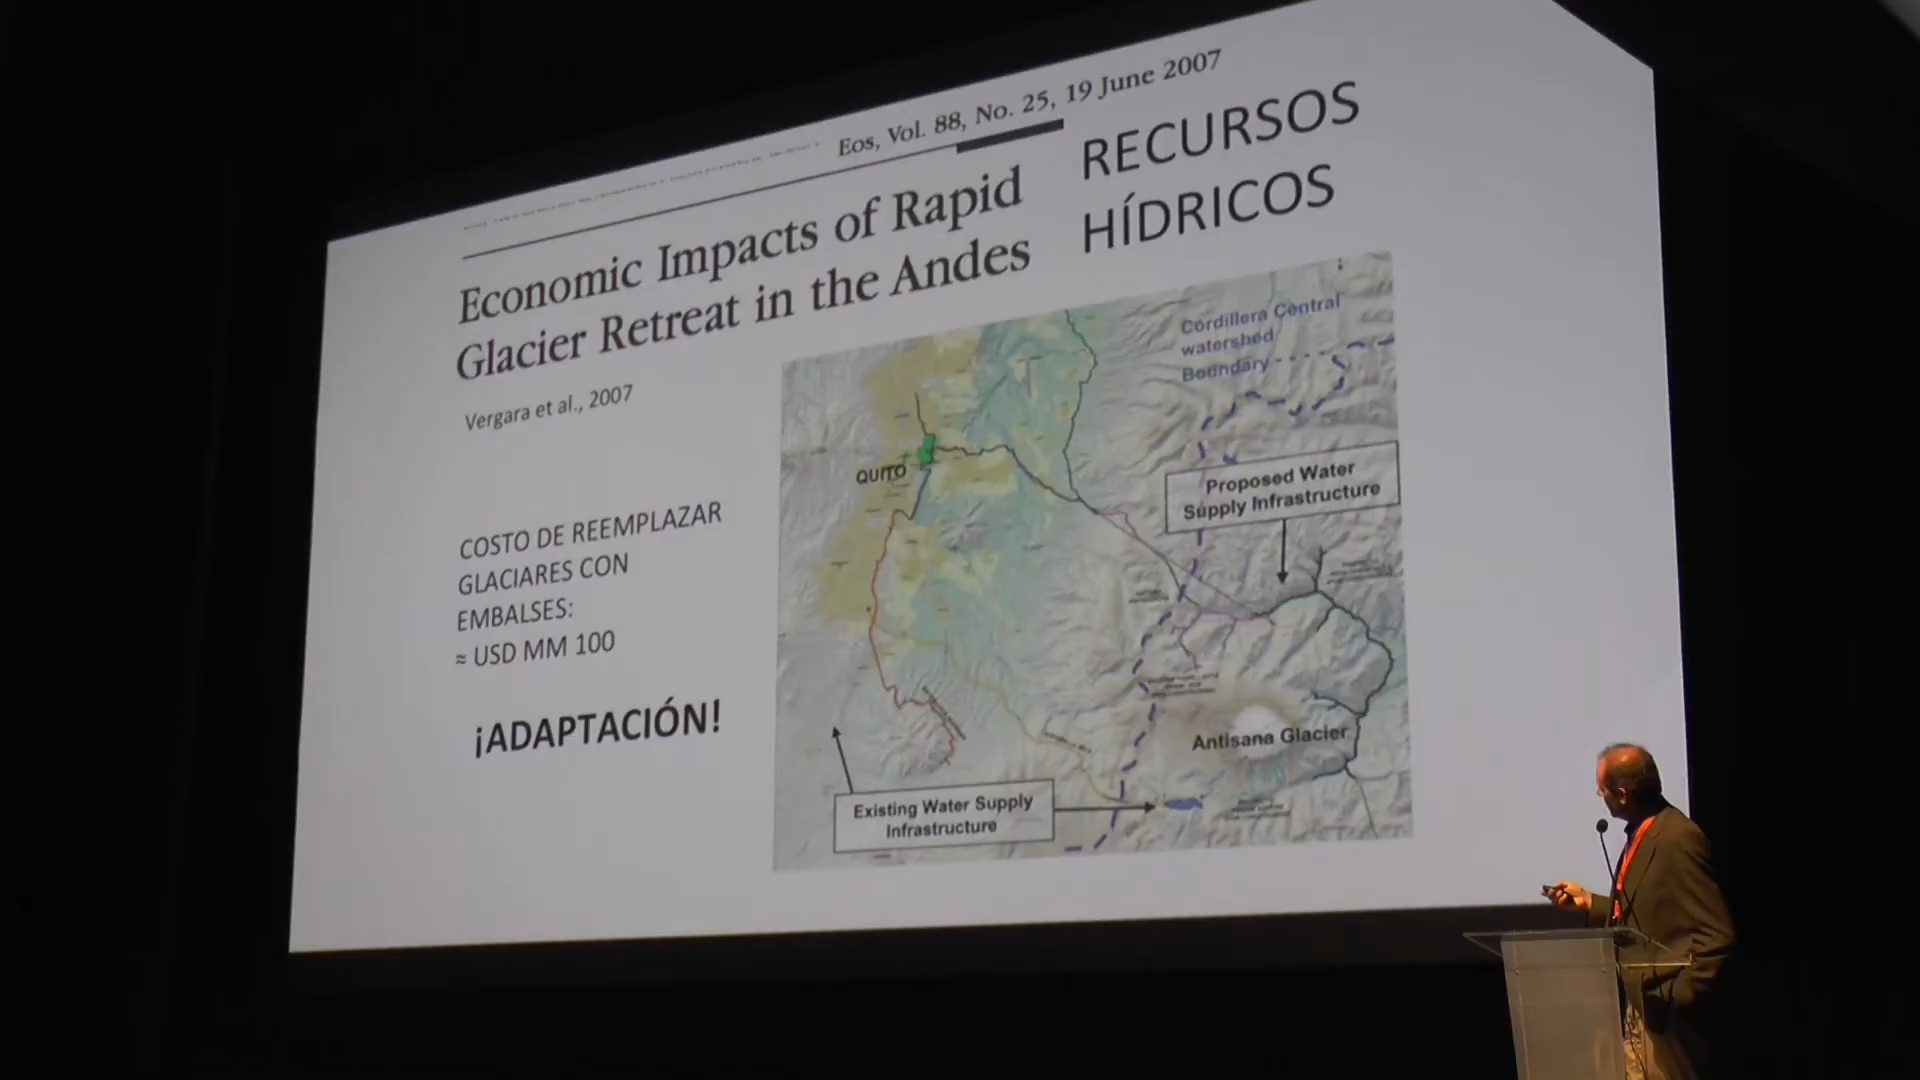 Eos, Vol. 88, No. 25, 19 June 2007
RECURSOS
HÍDRICOS
Economic Impacts of Rapid
Glacier Retreat in the Andes
Vergara et al., 2007
COSTO DE REEMPLAZAR
GLACIARES CON
EMBALSES:
≈ USD MM 100
¡ADAPTACIÓN!
Cordillera Central
watershed
Boundary
QUITO
Proposed Water
Supply Infrastructure
Antisana Glacier
Existing Water Supply
Infrastructure